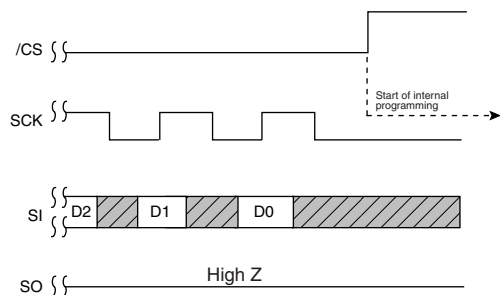 /CS
Start of internal
programming
SCK
SI D2 D1 D0
SO High Z